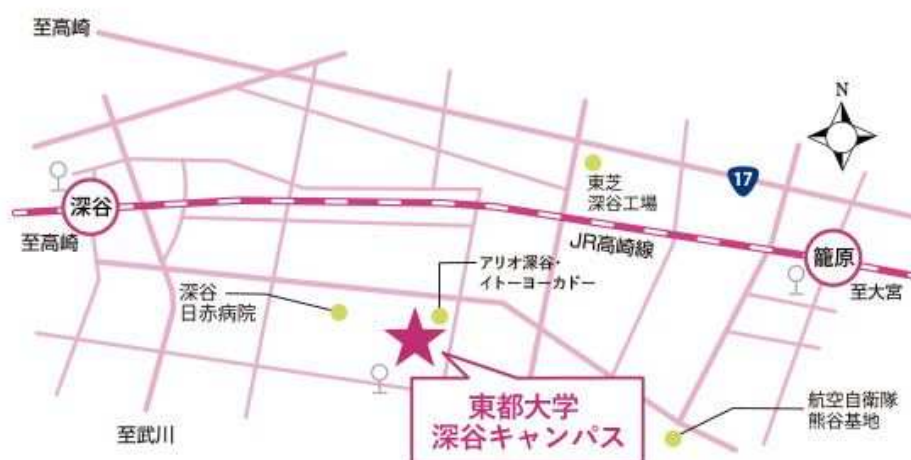 至高崎
N
17
東芝
深谷工場
深谷
至高崎
JR高崎線
籠原
至大宮
アリオ深谷・
イトーヨーカドー
深谷
日赤病院
東都大学
深谷キャンパス
航空自衛隊
熊谷基地
至武川